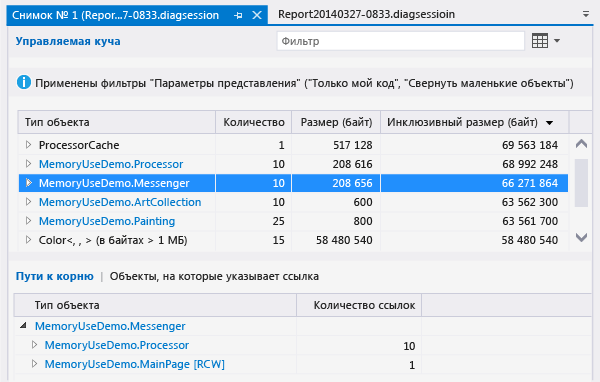 Снимок № 1 (Repor...7-0833.diagsession
Report20140327-0833.diagsessioin
Управляемая куча
Фильтр
Применены фильтры "Параметры представления" ("Только мой код", "Свернуть маленькие объекты")
Тип объекта Количество Размер (байт) Инклюзивный размер (байт)
ProcessorCache 1 517 128 69 563 184
MemoryUseDemo.Processor 10 208 616 68 992 248
MemoryUseDemo.Messenger 10 208 656 66 271 864
MemoryUseDemo.ArtCollection 10 600 63 562 300
MemoryUseDemo.Painting 25 800 63 561 700
Color<, , > (в байтах > 1 МБ) 15 58 480 540 58 480 540
Пути к корню | Объекты, на которые указывает ссылка
Тип объекта Количество ссылок
MemoryUseDemo.Messenger
MemoryUseDemo.Processor 10
MemoryUseDemo.MainPage [RCW] 1